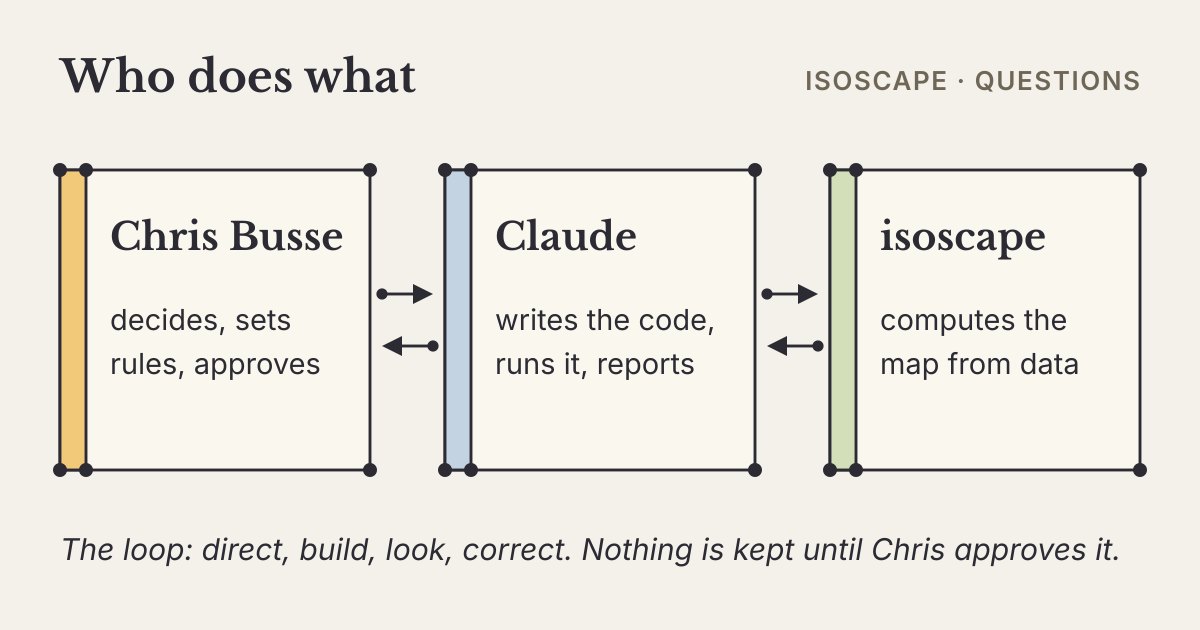 Who does what
ISOSCAPE · QUESTIONS
Chris Busse
decides, sets
rules, approves
Claude
writes the code,
runs it, reports
isoscape
computes the
map from data
The loop: direct, build, look, correct. Nothing is kept until Chris approves it.